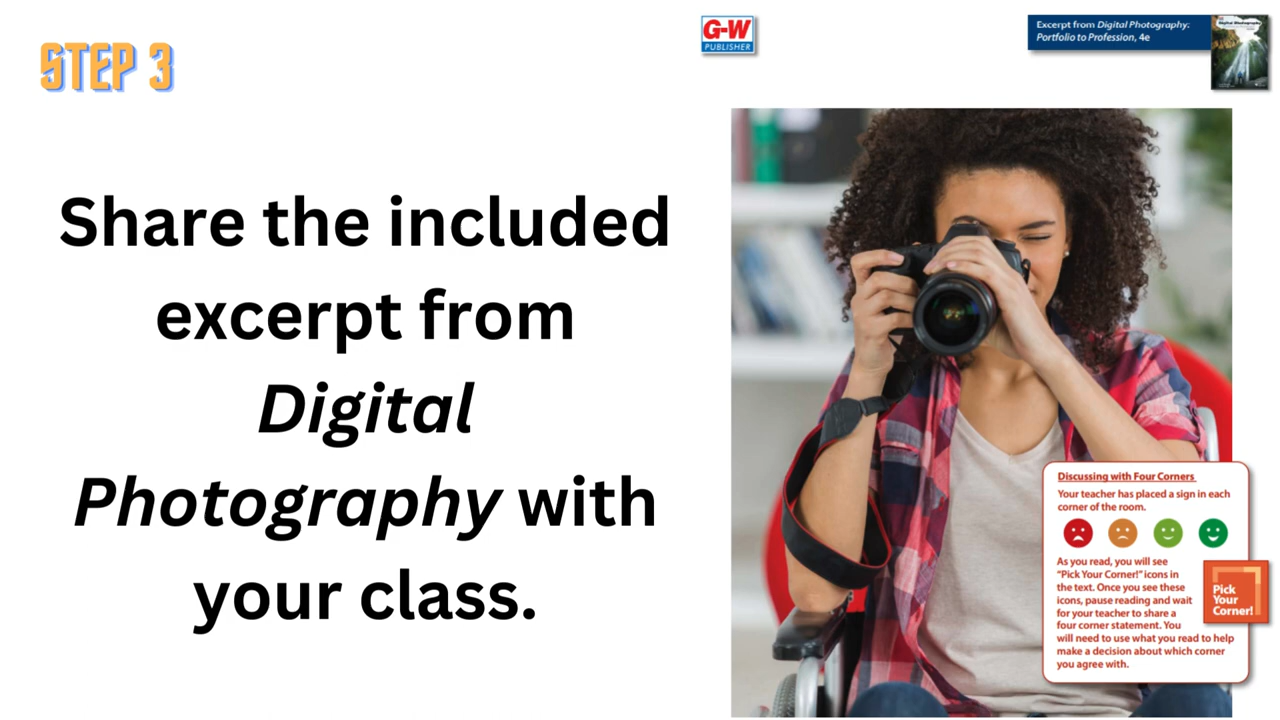 STEP 3
Share the included
excerpt from
Digital
Photography with
your class.
G-W
PUBLISHER
Excerpt from Digital Photography:
Portfolio to Profession, 4e
Digital Photography
Discussing with Four Corners
Your teacher has placed a sign in each
corner of the room.
As you read, you will see
"Pick Your Corner!" icons in
the text. Once you see these
icons, pause reading and wait
for your teacher to share a
four corner statement. You
will need to use what you read to help
make a decision about which corner
you agree with.
Pick
Your
Corner!